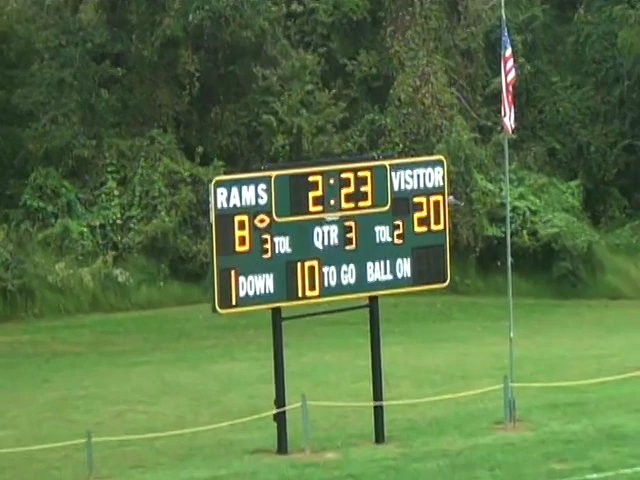 RAMS 2:23 VISITOR
8 3 TOL QTR 3 TOL 2 20
1 DOWN 10 TO GO BALL ON